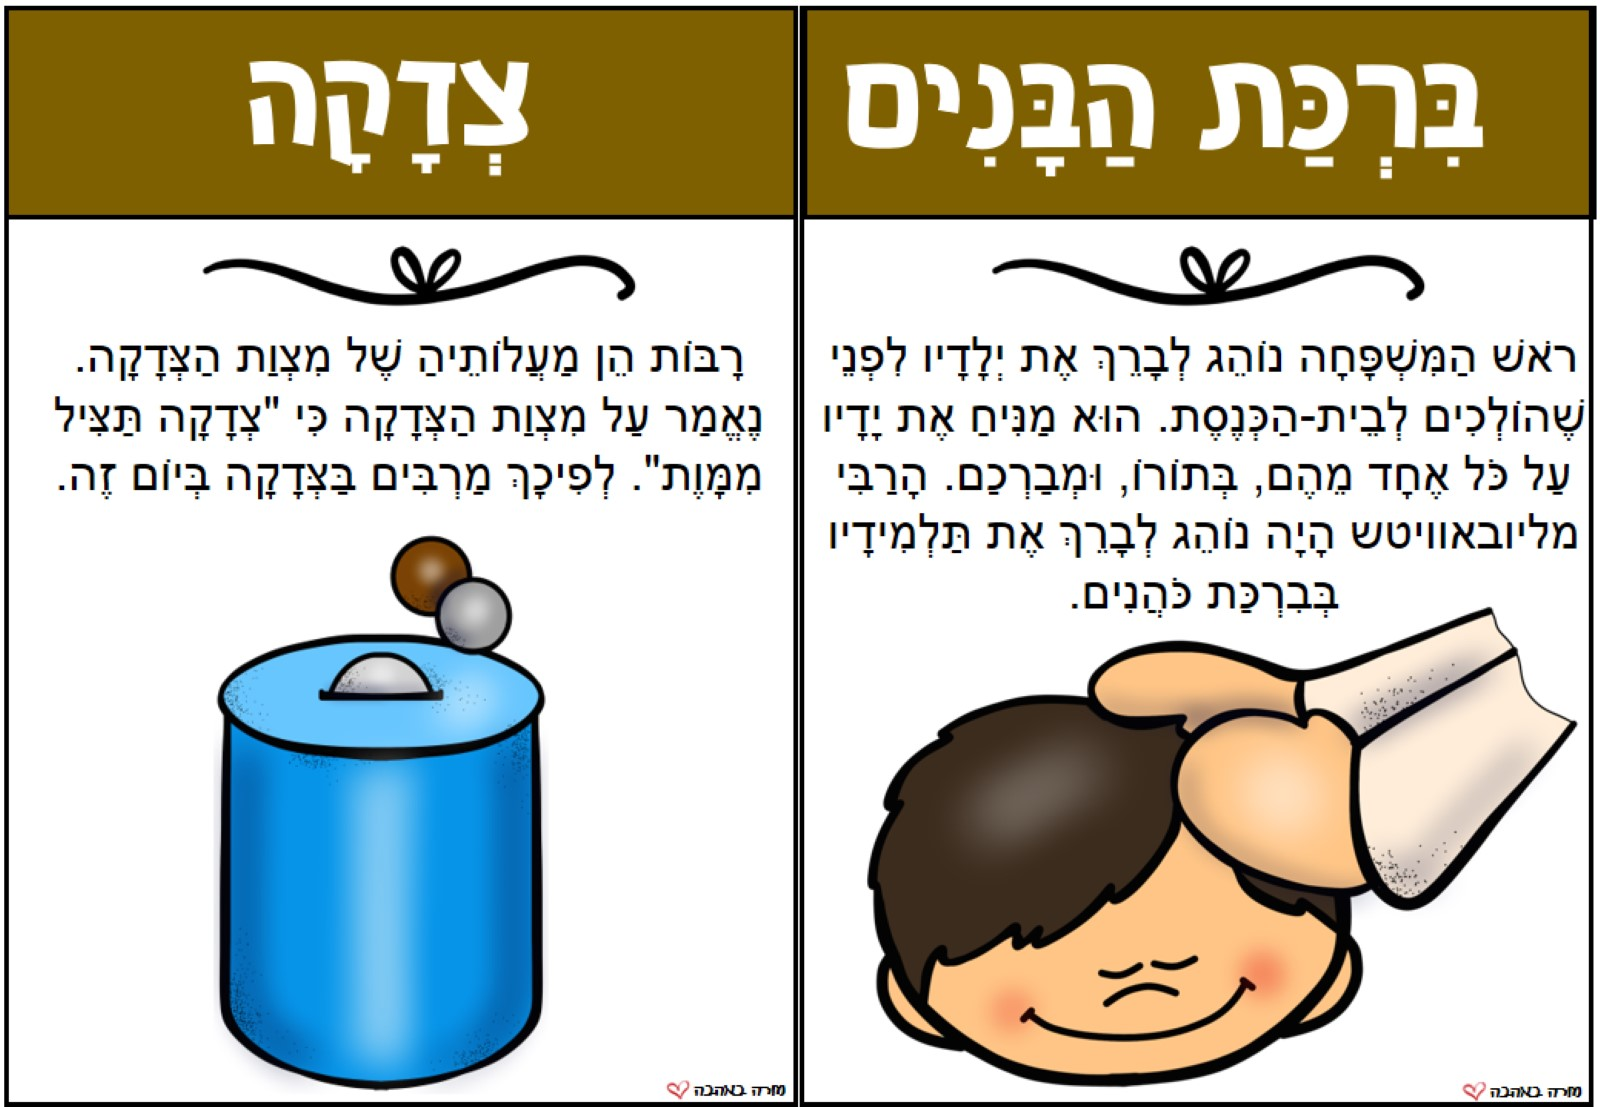 בִּרְכַּת הַבָּנִים
רֹאשׁ הַמִּשְׁפָּחָה נוֹהֵג לְבָרֵךְ אֶת יְלָדָיו לִפְנֵי
שֶׁהוֹלְכִים לְבֵית-הַכְּנֶסֶת. הוּא מַנִּיחַ אֶת יָדָיו
עַל כֹּל אֶחָד מֵהֶם, בְּתוֹרוֹ, וּמְבַרְכַם. הָרַבִּי
מליובאוויטש הָיָה נוֹהֵג לְבָרֵךְ אֶת תַּלְמִידָיו
בְּבִרְכַּת כֹּהֲנִים.
מורה באהבה
צְדָקָה
רָבּוֹת הֵן מַעֲלוֹתֵיהַ שֶׁל מִצְוַת הַצְּדָקָה.
נֶאֱמַר עַל מִצְוַת הַצְּדָקָה כִּי "צְדָקָה תַּצִּיל
מִמָּוֶת". לְפִיכָךְ מַרְבִּים בַּצְּדָקָה בְּיוֹם זֶה.
מורה באהבה